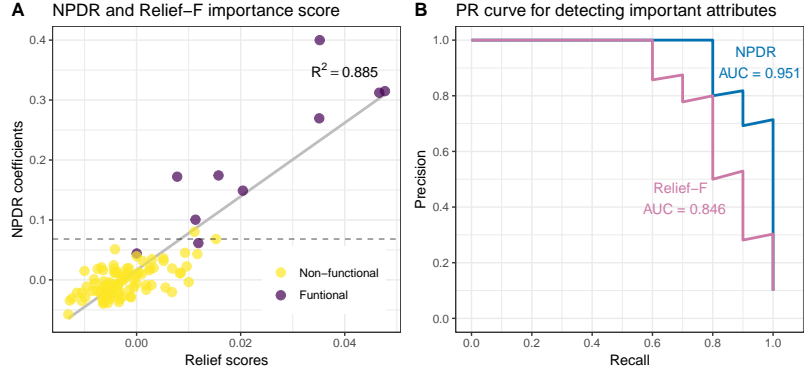 A
NPDR and Relief−F importance score
0.4
0.3
0.2
0.1
0.0
NPDR coefficients
R² = 0.885
Non−functional
Funtional
0.00
0.02
0.04
Relief scores
B
PR curve for detecting important attributes
1.0
0.8
0.6
0.4
0.2
0.0
Precision
NPDR
AUC = 0.951
Relief−F
AUC = 0.846
0.0
0.2
0.4
0.6
0.8
1.0
Recall